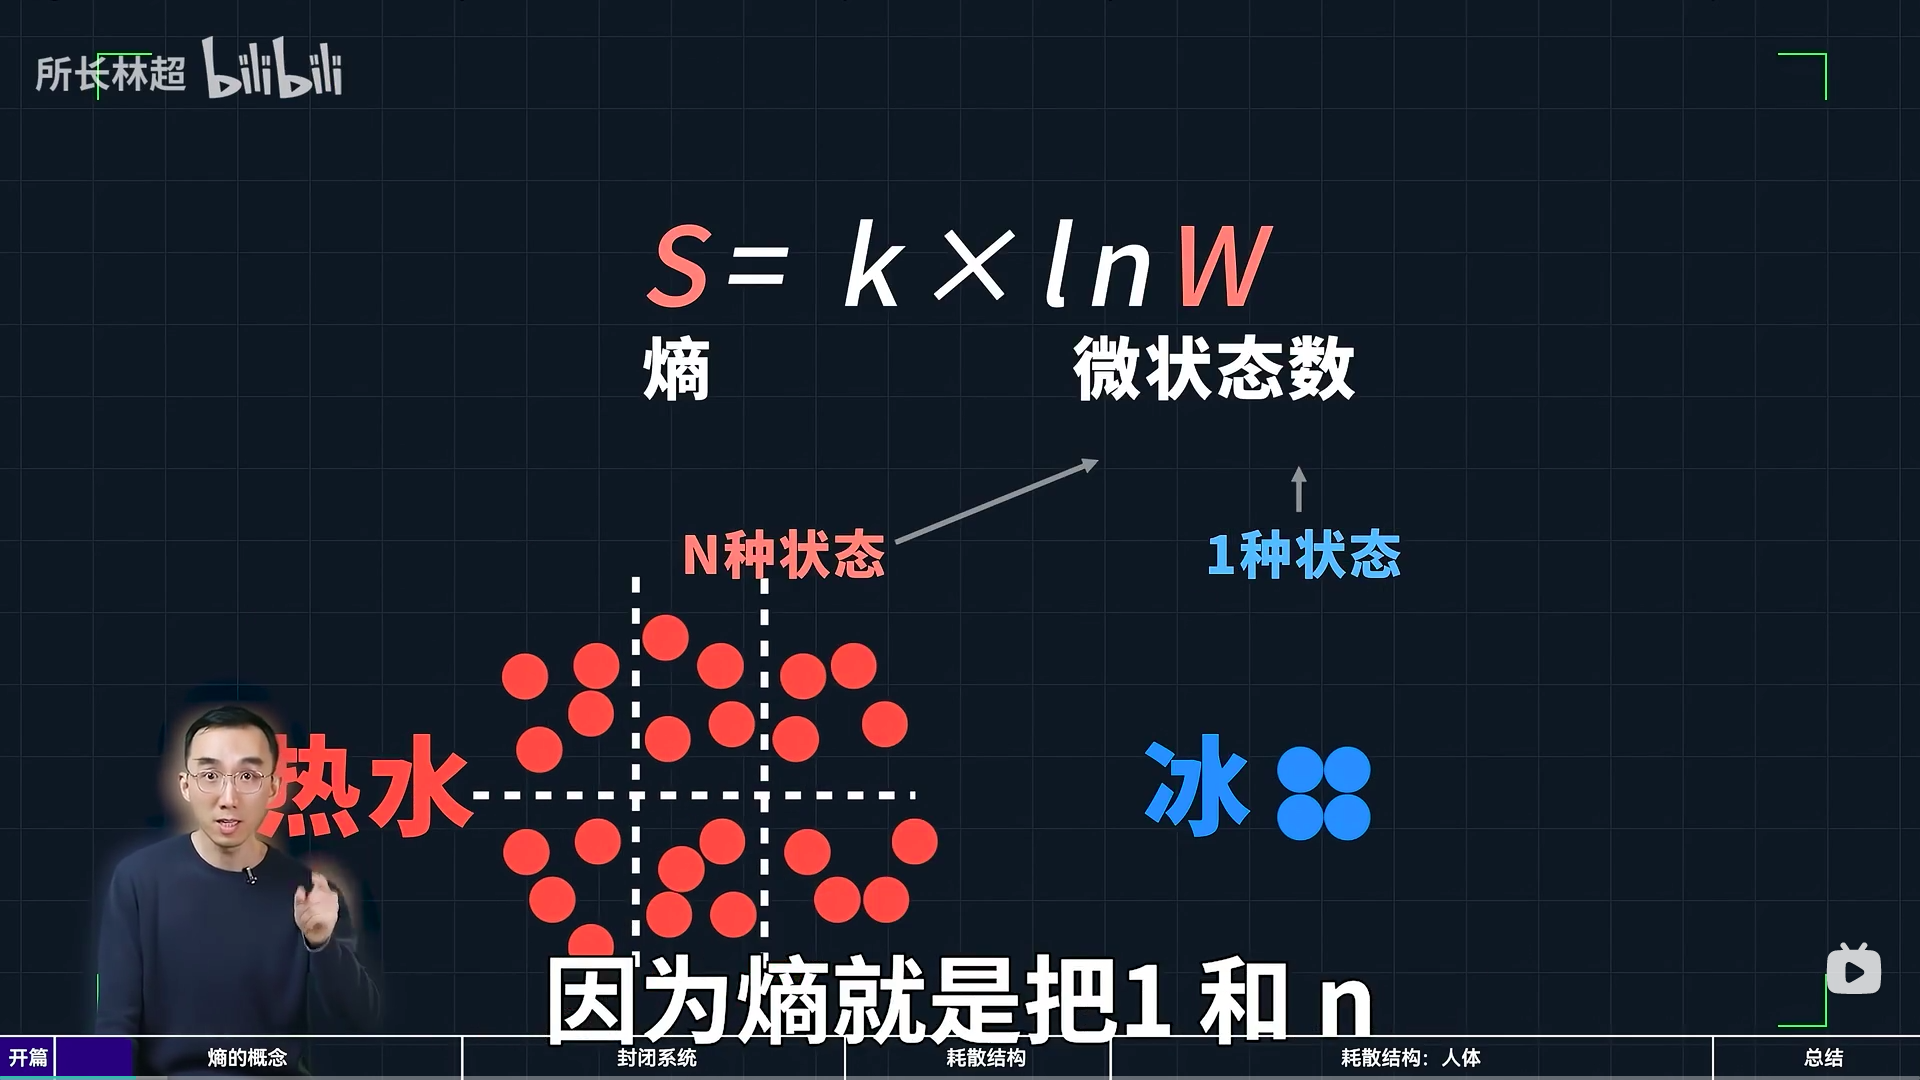 所长林超 bilibili
S= k×lnW
熵 微状态数
N种状态 1种状态
热水 冰
因为熵就是把1 和 n
开篇 熵的概念 封闭系统 耗散结构 耗散结构：人体 总结